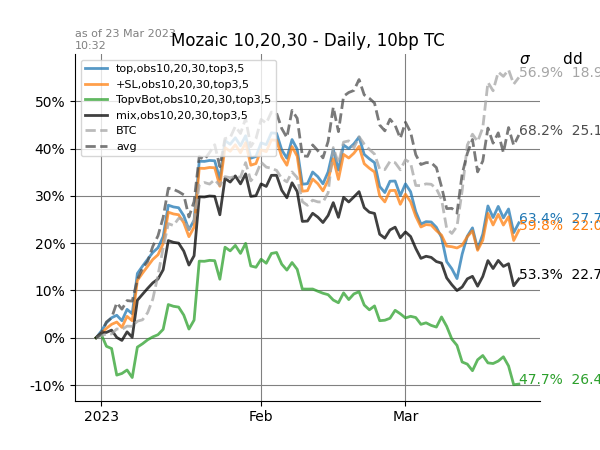 as of 23 Mar 2023
10:32
Mozaic 10,20,30 - Daily, 10bp TC
σ dd
top,obs10,20,30,top3,5
+SL,obs10,20,30,top3,5
TopvBot,obs10,20,30,top3,5
mix,obs10,20,30,top3,5
BTC
avg
56.9% 18.9
68.2% 25.1
63.4% 27.7
59.8% 22.0
53.3% 22.7
47.7% 26.4
50%
40%
30%
20%
10%
0%
-10%
2023 Feb Mar